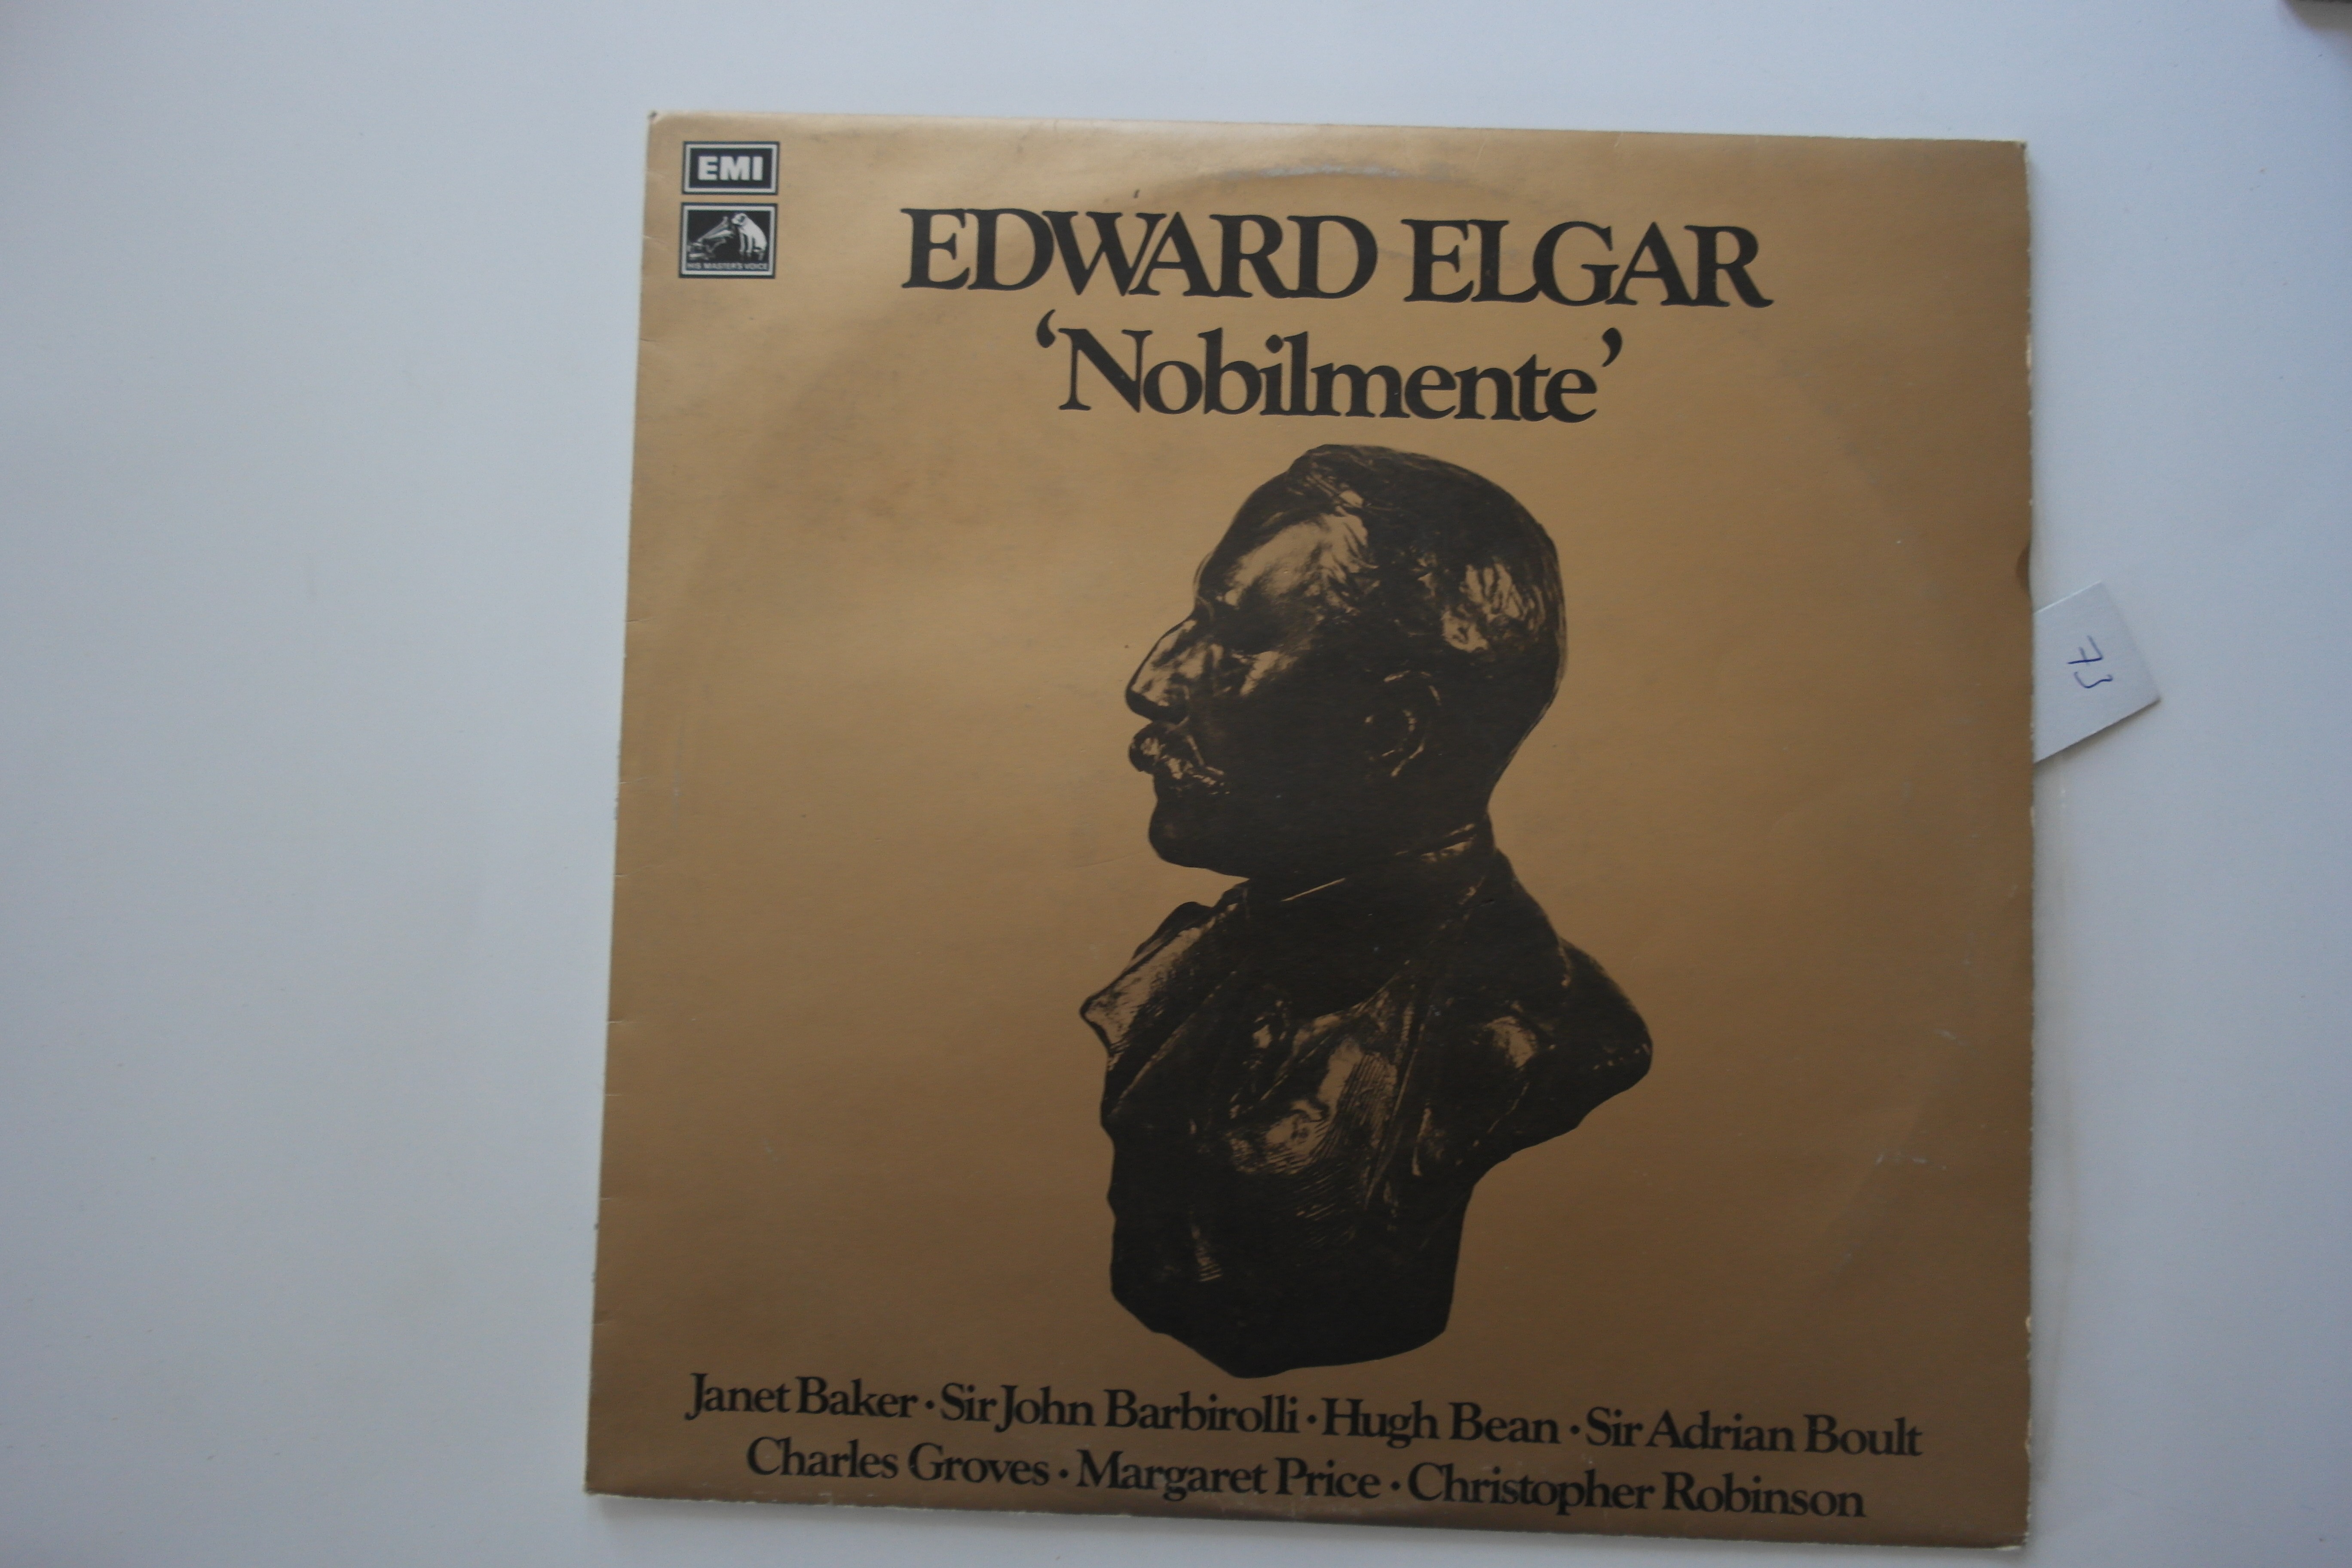 EMI
HIS MASTER'S VOICE
EDWARD ELGAR
‘Nobilmente’
Janet Baker · Sir John Barbirolli · Hugh Bean · Sir Adrian Boult
Charles Groves · Margaret Price · Christopher Robinson